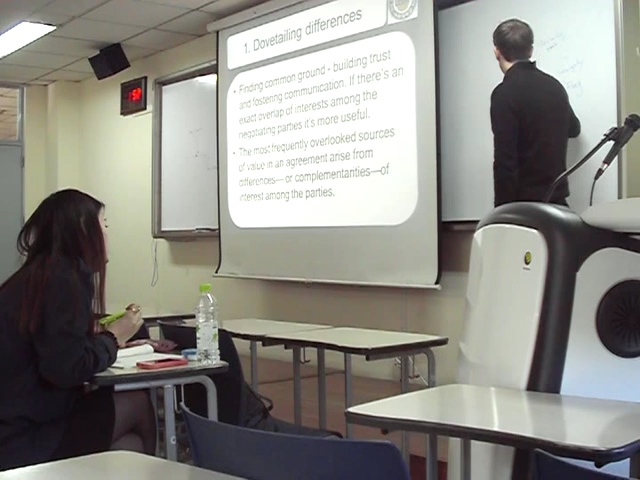 1. Dovetailing differences
• Finding common ground - building trust
and fostering communication. If there's an
exact overlap of interests among the
negotiating parties it's more useful.
• The most frequently overlooked sources
of value in an agreement arise from
differences— or complementarities—of
interest among the parties.